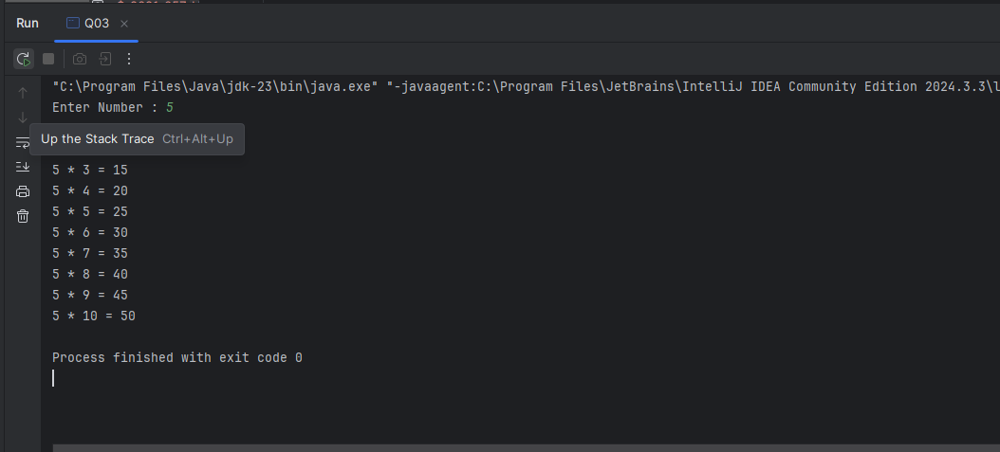 Run Q03
"C:\Program Files\Java\jdk-23\bin\java.exe" "-javaagent:C:\Program Files\JetBrains\IntelliJ IDEA Community Edition 2024.3.3\l
Enter Number : 5
Up the Stack Trace Ctrl+Alt+Up
5 * 3 = 15
5 * 4 = 20
5 * 5 = 25
5 * 6 = 30
5 * 7 = 35
5 * 8 = 40
5 * 9 = 45
5 * 10 = 50
Process finished with exit code 0